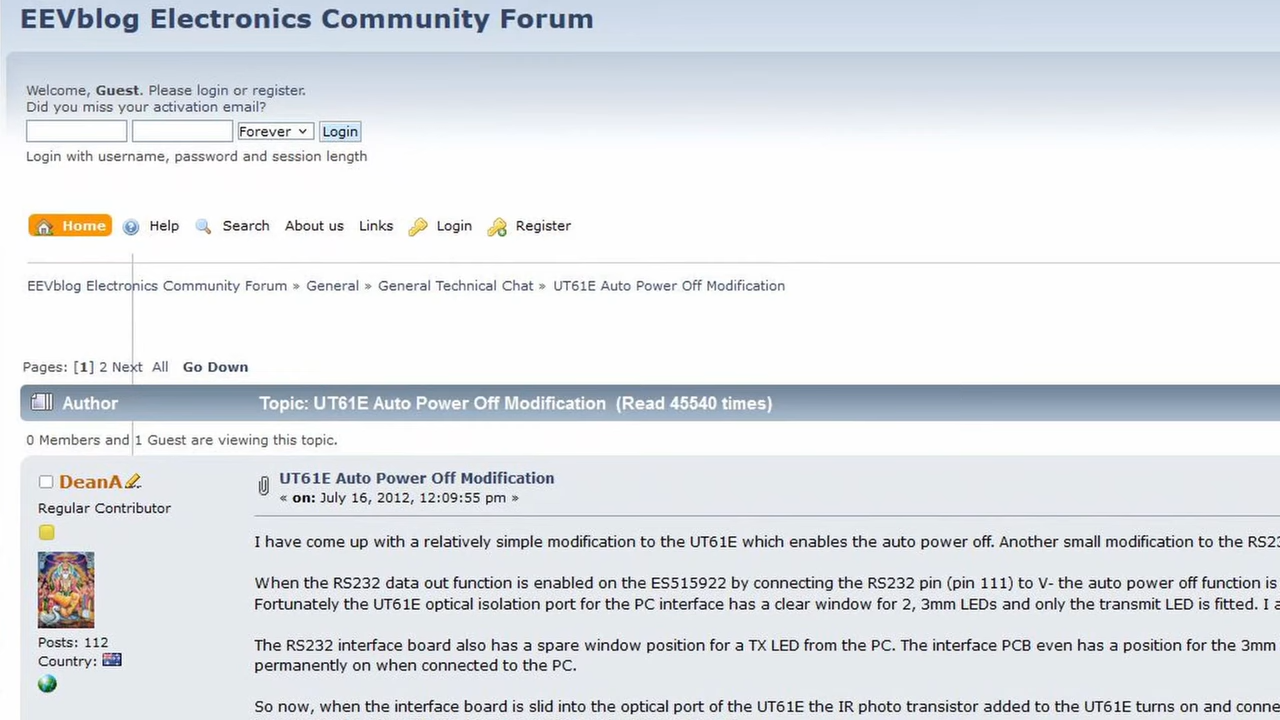 EEVblog Electronics Community Forum
Welcome, Guest. Please login or register.
Did you miss your activation email?
Forever Login
Login with username, password and session length
Home Help Search About us Links Login Register
EEVblog Electronics Community Forum » General » General Technical Chat » UT61E Auto Power Off Modification
Pages: [1] 2 Next All Go Down
Author Topic: UT61E Auto Power Off Modification (Read 45540 times)
0 Members and 1 Guest are viewing this topic.
DeanA
Regular Contributor
Posts: 112
Country:
UT61E Auto Power Off Modification
« on: July 16, 2012, 12:09:55 pm »
I have come up with a relatively simple modification to the UT61E which enables the auto power off. Another small modification to the RS23
When the RS232 data out function is enabled on the ES515922 by connecting the RS232 pin (pin 111) to V- the auto power off function is
Fortunately the UT61E optical isolation port for the PC interface has a clear window for 2, 3mm LEDs and only the transmit LED is fitted. I a
The RS232 interface board also has a spare window position for a TX LED from the PC. The interface PCB even has a position for the 3mm
permanently on when connected to the PC.
So now, when the interface board is slid into the optical port of the UT61E the IR photo transistor added to the UT61E turns on and conne